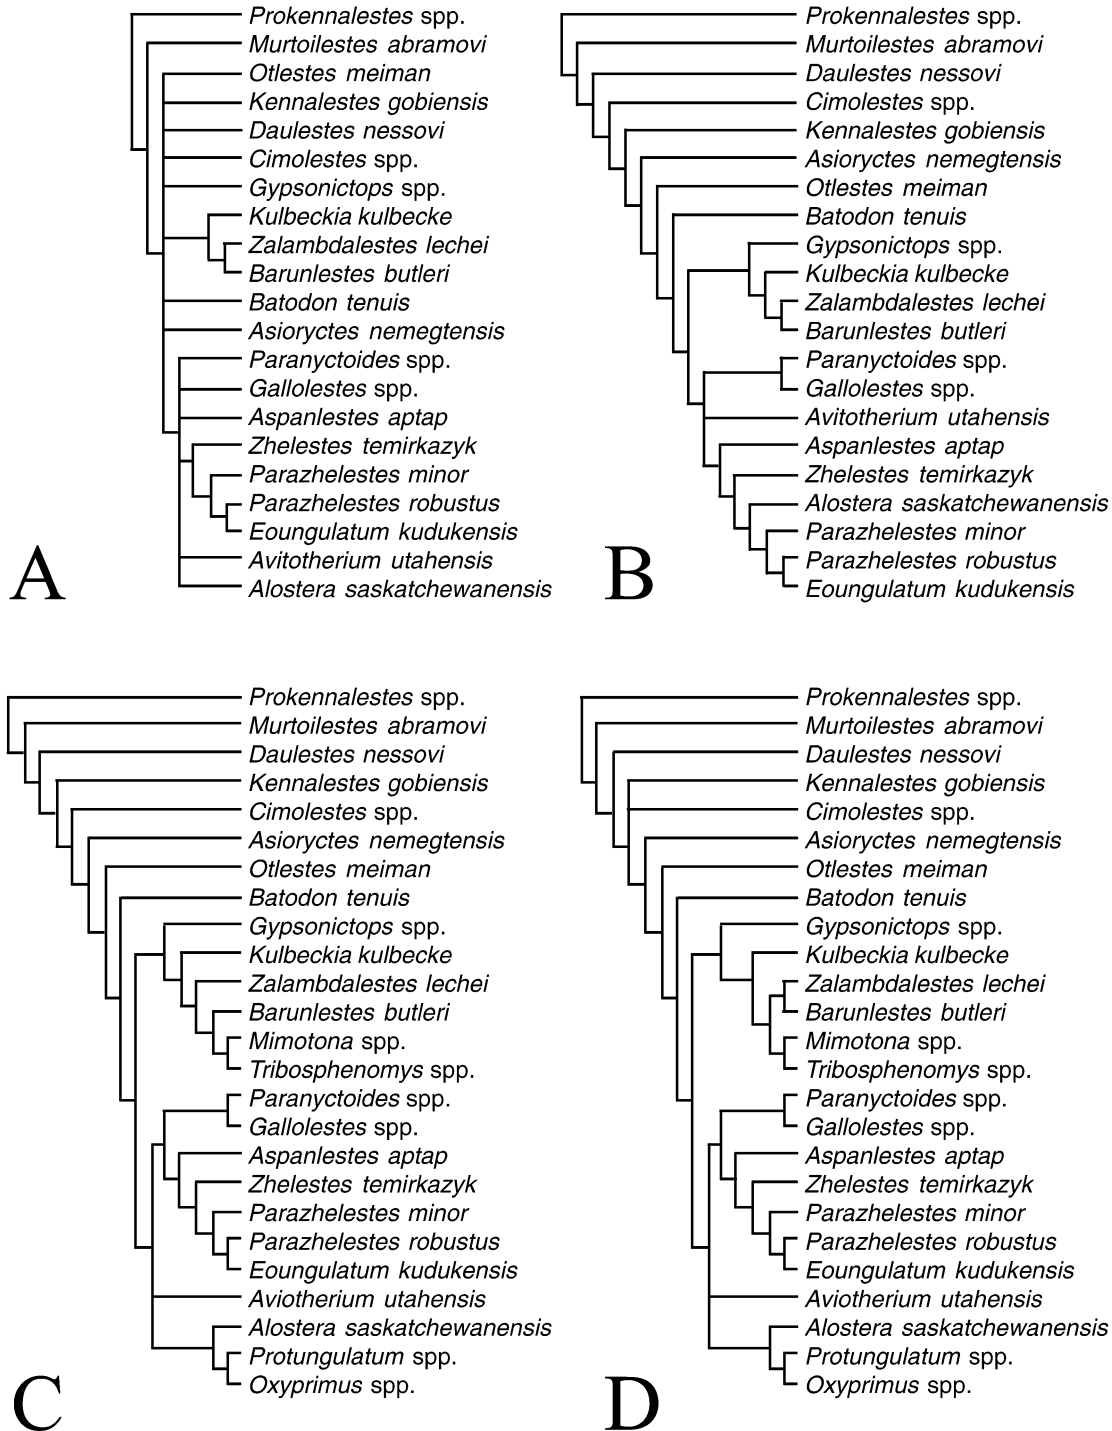 Prokennalestes spp.
Murtoilestes abramovi
Otlestes meiman
Kennalestes gobiensis
Daulestes nessovi
Cimolestes spp.
Gypsonictops spp.
Kulbeckia kulbecke
Zalambdalestes lechei
Barunlestes butleri
Batodon tenuis
Asioryctes nemegtensis
Paranyctoides spp.
Gallolestes spp.
Aspanlestes aptap
Zhelestes temirkazyk
Parazhelestes minor
Parazhelestes robustus
Eoungulatum kudukensis
Avitotherium utahensis
Alostera saskatchewanensis
A
Prokennalestes spp.
Murtoilestes abramovi
Daulestes nessovi
Cimolestes spp.
Kennalestes gobiensis
Asioryctes nemegtensis
Otlestes meiman
Batodon tenuis
Gypsonictops spp.
Kulbeckia kulbecke
Zalambdalestes lechei
Barunlestes butleri
Paranyctoides spp.
Gallolestes spp.
Avitotherium utahensis
Aspanlestes aptap
Zhelestes temirkazyk
Alostera saskatchewanensis
Parazhelestes minor
Parazhelestes robustus
Eoungulatum kudukensis
B
Prokennalestes spp.
Murtoilestes abramovi
Daulestes nessovi
Kennalestes gobiensis
Cimolestes spp.
Asioryctes nemegtensis
Otlestes meiman
Batodon tenuis
Gypsonictops spp.
Kulbeckia kulbecke
Zalambdalestes lechei
Barunlestes butleri
Mimotona spp.
Tribosphenomys spp.
Paranyctoides spp.
Gallolestes spp.
Aspanlestes aptap
Zhelestes temirkazyk
Parazhelestes minor
Parazhelestes robustus
Eoungulatum kudukensis
Aviotherium utahensis
Alostera saskatchewanensis
Protungulatum spp.
Oxyprimus spp.
C
Prokennalestes spp.
Murtoilestes abramovi
Daulestes nessovi
Kennalestes gobiensis
Cimolestes spp.
Asioryctes nemegtensis
Otlestes meiman
Batodon tenuis
Gypsonictops spp.
Kulbeckia kulbecke
Zalambdalestes lechei
Barunlestes butleri
Mimotona spp.
Tribosphenomys spp.
Paranyctoides spp.
Gallolestes spp.
Aspanlestes aptap
Zhelestes temirkazyk
Parazhelestes minor
Parazhelestes robustus
Eoungulatum kudukensis
Aviotherium utahensis
Alostera saskatchewanensis
Protungulatum spp.
Oxyprimus spp.
D